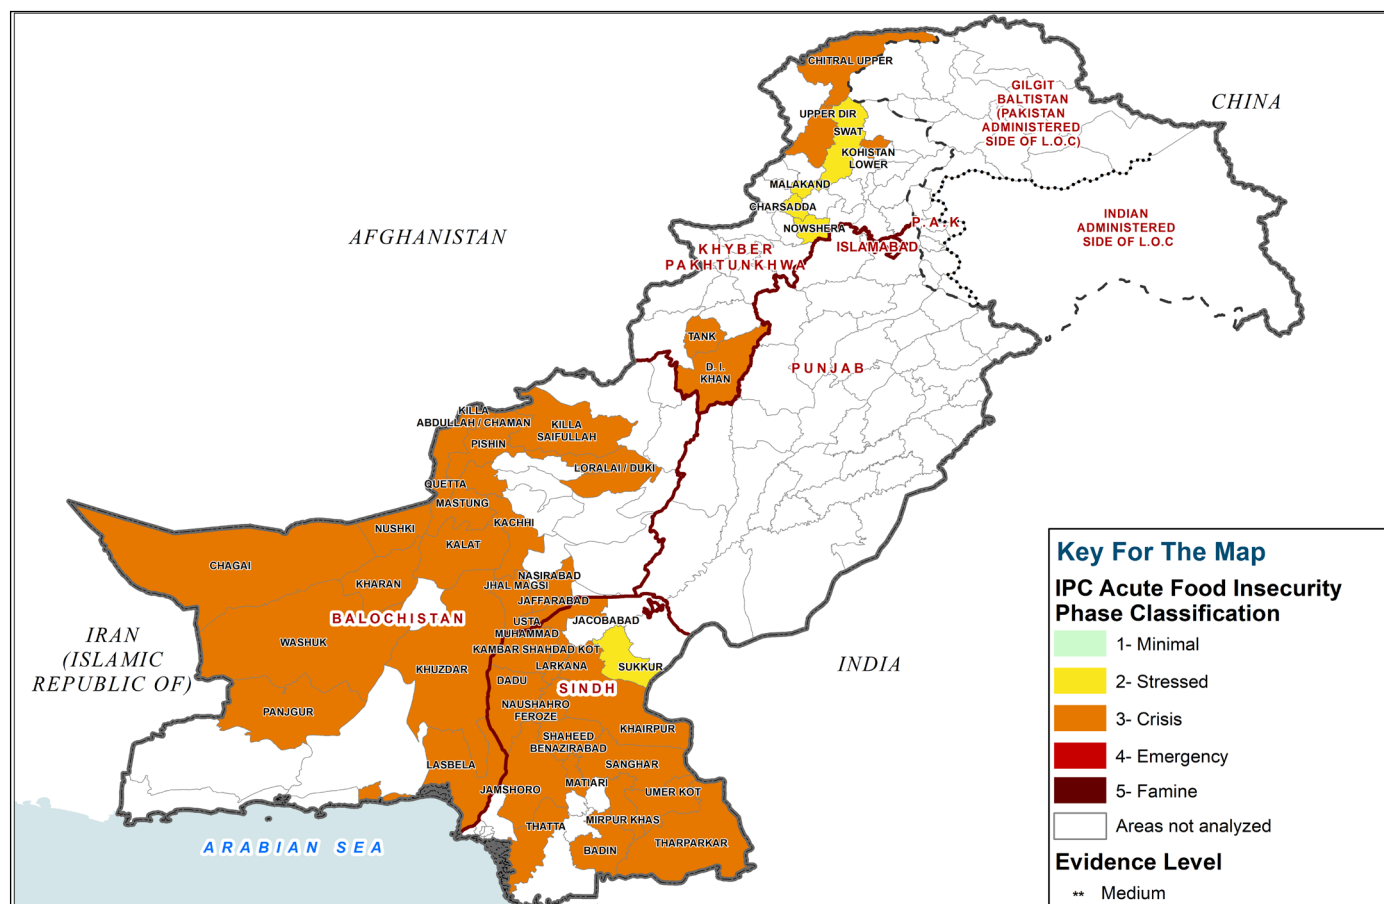 CHITRAL UPPER
GILGIT
BALTISTAN
(PAKISTAN
ADMINISTERED
SIDE OF L.O.C)
CHINA
UPPER DIR
SWAT
KOHISTAN
LOWER
MALAKAND
CHARSADDA
NOWSHERA
P. A. K
ISLAMABAD
INDIAN
ADMINISTERED
SIDE OF L.O.C
AFGHANISTAN
KHYBER
PAKHTUNKHWA
TANK
D. I.
KHAN
PUNJAB
KILLA
ABDULLAH / CHAMAN
KILLA
SAIFULLAH
PISHIN
LORALAI / DUKI
QUETTA
MASTUNG
KACHHI
NUSHKI
KALAT
CHAGAI
NASIRABAD
KHARAN
JHAL MAGSI
JAFFARABAD
BALOCHISTAN
USTA
MUHAMMAD
JACOBABAD
IRAN
(ISLAMIC
REPUBLIC OF)
WASHUK
KAMBAR SHAHDAD KOT
KHUZDAR
LARKANA
SUKKUR
INDIA
DADU
SINDH
PANJGUR
NAUSHAHRO
FEROZE
KHAIRPUR
SHAHEED
BENAZIRABAD
LASBELA
SANGHAR
JAMSHORO
MATIARI
UMER KOT
THATTA
MIRPUR KHAS
BADIN
THARPARKAR
ARABIAN SEA
Key For The Map
IPC Acute Food Insecurity
Phase Classification
1- Minimal
2- Stressed
3- Crisis
4- Emergency
5- Famine
Areas not analyzed
Evidence Level
** Medium